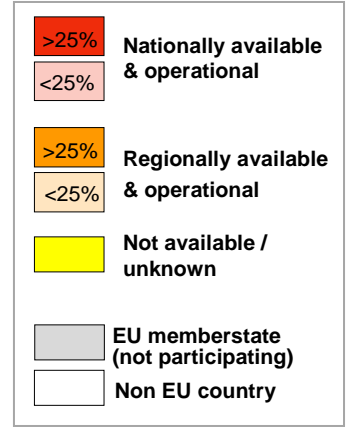 >25%
Nationally available
<25%
& operational
>25%
Regionally available
<25%
& operational
Not available /
unknown
EU memberstate
(not participating)
Non EU country